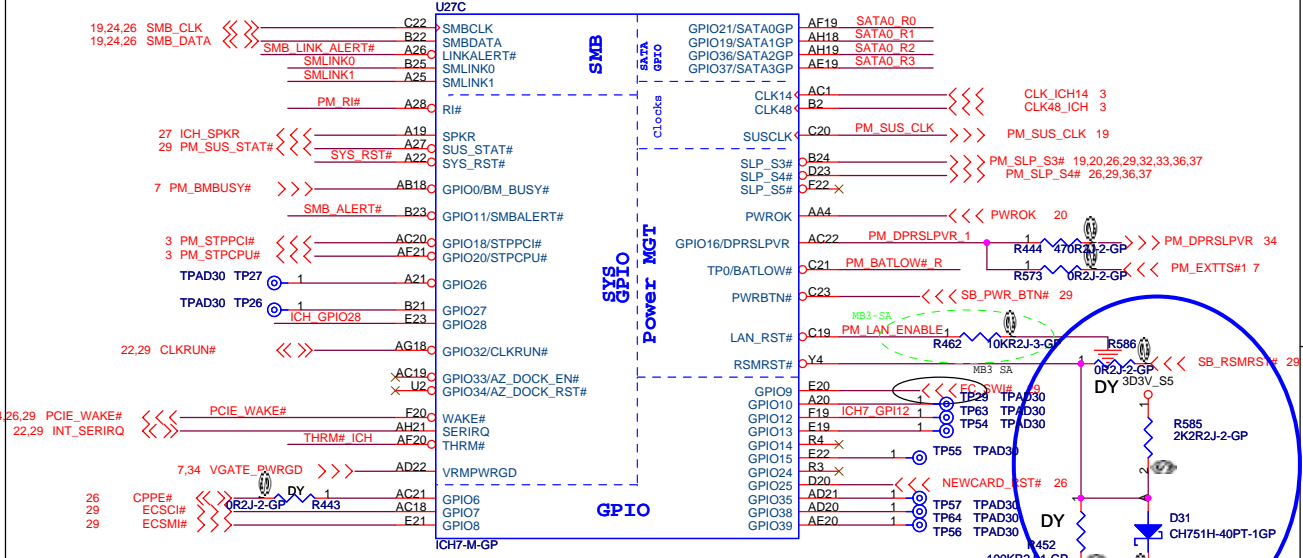 U27C
19,24,26 SMB_CLK C22 SMBCLK
19,24,26 SMB_DATA B22 SMBDATA
SMB_LINK_ALERT# A26 LINKALERT#
SMLINK0 B25 SMLINK0
SMLINK1 A25 SMLINK1
PM_RI# A28 RI#
27 ICH_SPKR A19 SPKR
29 PM_SUS_STAT# A27 SUS_STAT#
SYS_RST# A22 SYS_RST#
7 PM_BMBUSY# AB18 GPIO0/BM_BUSY#
SMB_ALERT# B23 GPIO11/SMBALERT#
3 PM_STPPCI# AC20 GPIO18/STPPCI#
3 PM_STPCPU# AF21 GPIO20/STPCPU#
TPAD30 TP27 1 A21 GPIO26
TPAD30 TP26 1 B21 GPIO27
ICH_GPIO28 E23 GPIO28
22,29 CLKRUN# AG18 GPIO32/CLKRUN#
AC19 GPIO33/AZ_DOCK_EN#
U2 GPIO34/AZ_DOCK_RST#
,26,29 PCIE_WAKE# PCIE_WAKE# F20 WAKE#
22,29 INT_SERIRQ AH21 SERIRQ
THRM#_ICH AF20 THRM#
7,34 VGATE_PWRGD AD22 VRMPWRGD
26 CPPE# DY 1 AC21 GPIO6
0R2J-2-GP R443
29 ECSCI# AC18 GPIO7
29 ECSMI# E21 GPIO8
ICH7-M-GP
SMB
SATA
GPIO
Clocks
SYS
GPIO
Power MGT
GPIO
GPIO21/SATA0GP AF19 SATA0_R0
GPIO19/SATA1GP AH18 SATA0_R1
GPIO36/SATA2GP AH19 SATA0_R2
GPIO37/SATA3GP AE19 SATA0_R3
CLK14 AC1 CLK_ICH14 3
CLK48 B2 CLK48_ICH 3
SUSCLK C20 PM_SUS_CLK PM_SUS_CLK 19
SLP_S3# B24 PM_SLP_S3# 19,20,26,29,32,33,36,37
SLP_S4# D23 PM_SLP_S4# 26,29,36,37
SLP_S5# F22
PWROK AA4 PWROK 20
GPIO16/DPRSLPVR AC22 PM_DPRSLPVR_1 1 PM_DPRSLPVR 34
R444 470R2J-2-GP
TP0/BATLOW# C21 PM_BATLOW#_R 1 PM_EXTTS#1 7
R573 0R2J-2-GP
PWRBTN# C23 SB_PWR_BTN# 29
MB3-SA
LAN_RST# C19 PM_LAN_ENABLE 1
R462 10KR2J-3-GP
RSMRST# Y4 1 R586 SB_RSMRST# 29
MB3 SA 0R2J-2-GP
DY 3D3V_S5
GPIO9 E20 EC_SWI# 29
GPIO10 A20 1 TP29 TPAD30
GPIO12 F19 ICH7_GPI12 1 TP63 TPAD30
GPIO13 E19 1 TP54 TPAD30
GPIO14 R4
GPIO15 E22 1 TP55 TPAD30
GPIO24 R3
GPIO25 D20 NEWCARD_RST# 26
GPIO35 AD21 1 TP57 TPAD30
GPIO38 AD20 1 TP64 TPAD30
GPIO39 AE20 1 TP56 TPAD30
R585
2K2R2J-2-GP
2
1
A
DY
R452
D31
CH751H-40PT-1GP